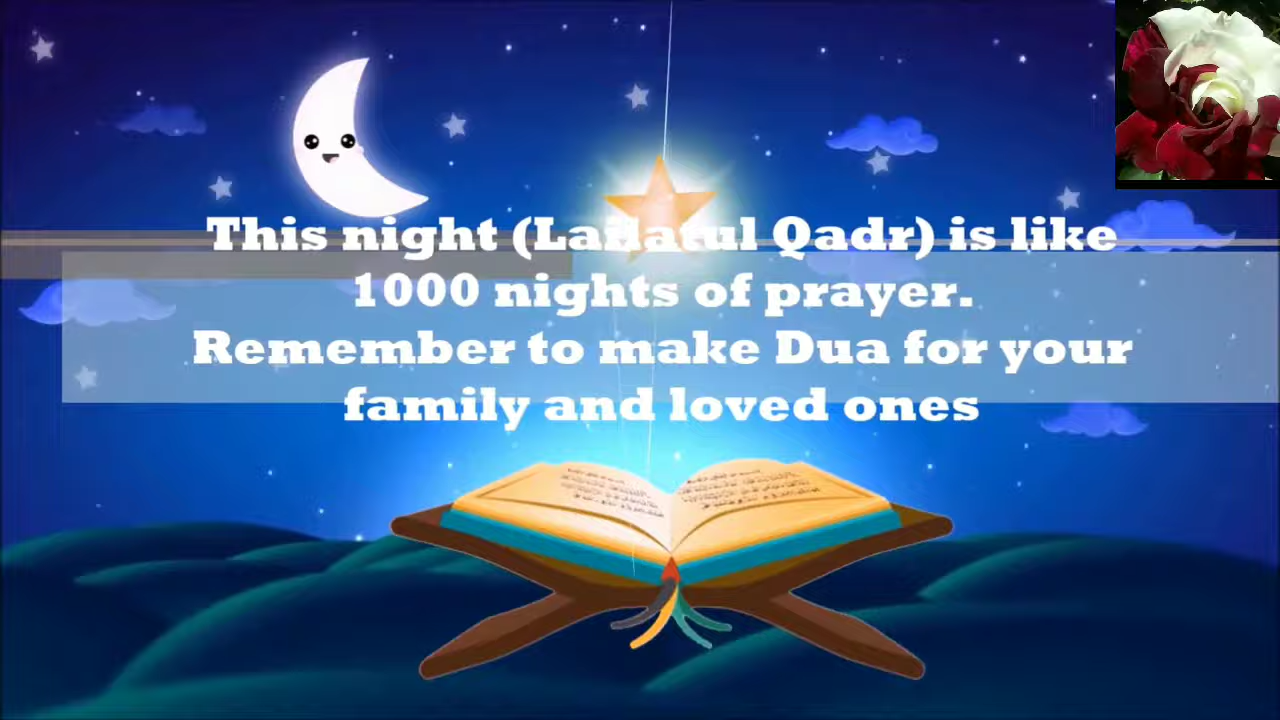 This night (Lailatul Qadr) is like
1000 nights of prayer.
Remember to make Dua for your
family and loved ones